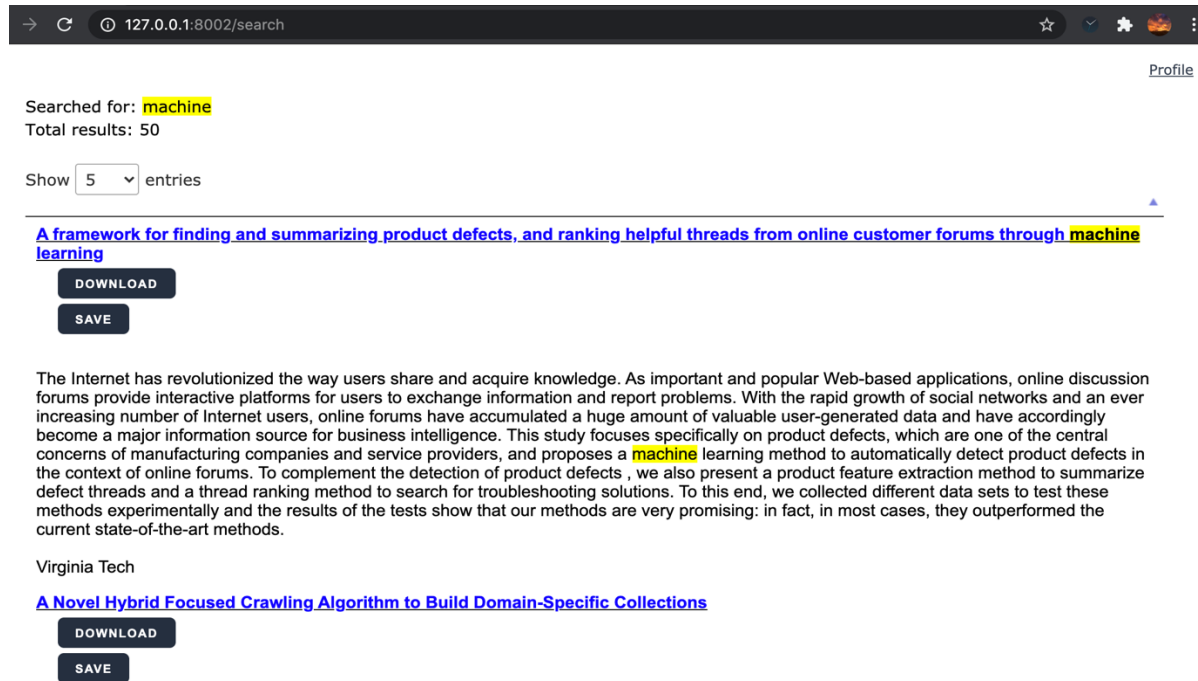 127.0.0.1:8002/search
Profile
Searched for: machine
Total results: 50
Show 5 entries
A framework for finding and summarizing product defects, and ranking helpful threads from online customer forums through machine
learning
DOWNLOAD
SAVE
The Internet has revolutionized the way users share and acquire knowledge. As important and popular Web-based applications, online discussion
forums provide interactive platforms for users to exchange information and report problems. With the rapid growth of social networks and an ever
increasing number of Internet users, online forums have accumulated a huge amount of valuable user-generated data and have accordingly
become a major information source for business intelligence. This study focuses specifically on product defects, which are one of the central
concerns of manufacturing companies and service providers, and proposes a machine learning method to automatically detect product defects in
the context of online forums. To complement the detection of product defects , we also present a product feature extraction method to summarize
defect threads and a thread ranking method to search for troubleshooting solutions. To this end, we collected different data sets to test these
methods experimentally and the results of the tests show that our methods are very promising: in fact, in most cases, they outperformed the
current state-of-the-art methods.
Virginia Tech
A Novel Hybrid Focused Crawling Algorithm to Build Domain-Specific Collections
DOWNLOAD
SAVE